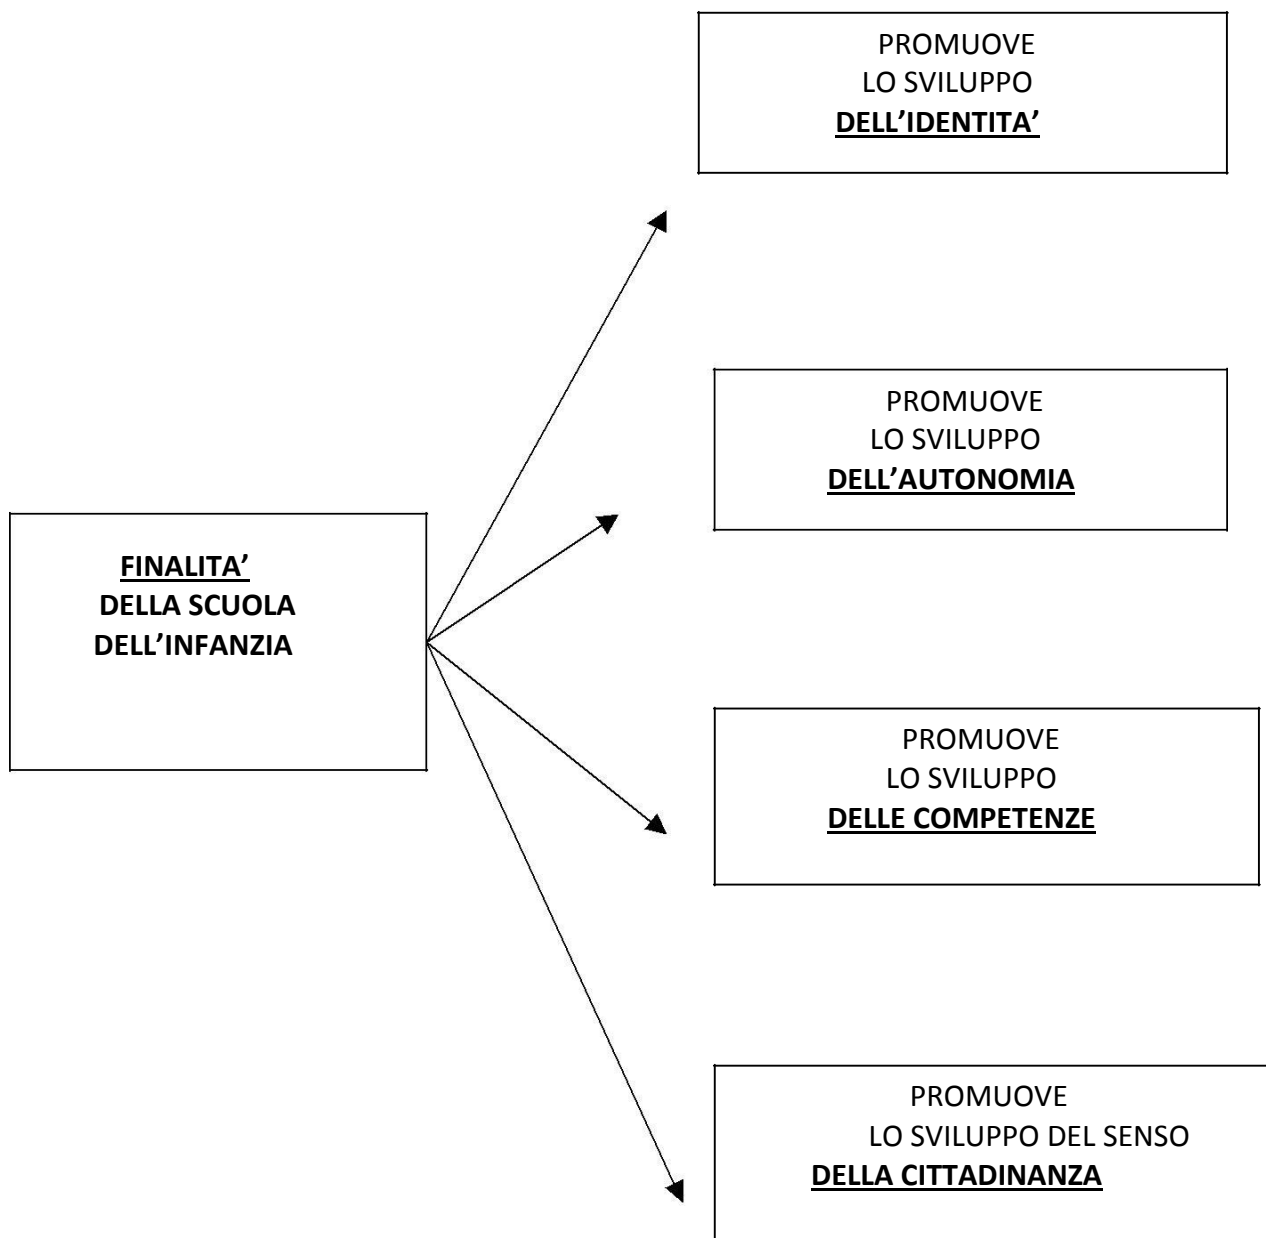 PROMUOVE
LO SVILUPPO
DELL’IDENTITA’
PROMUOVE
LO SVILUPPO
DELL’AUTONOMIA
FINALITA’
DELLA SCUOLA
DELL’INFANZIA
PROMUOVE
LO SVILUPPO
DELLE COMPETENZE
PROMUOVE
LO SVILUPPO DEL SENSO
DELLA CITTADINANZA